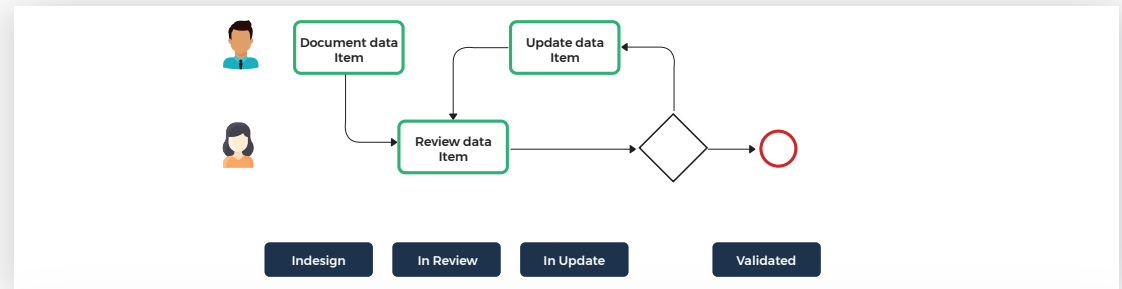 Document data
Item
Update data
Item
Review data
Item
Indesign
In Review
In Update
Validated